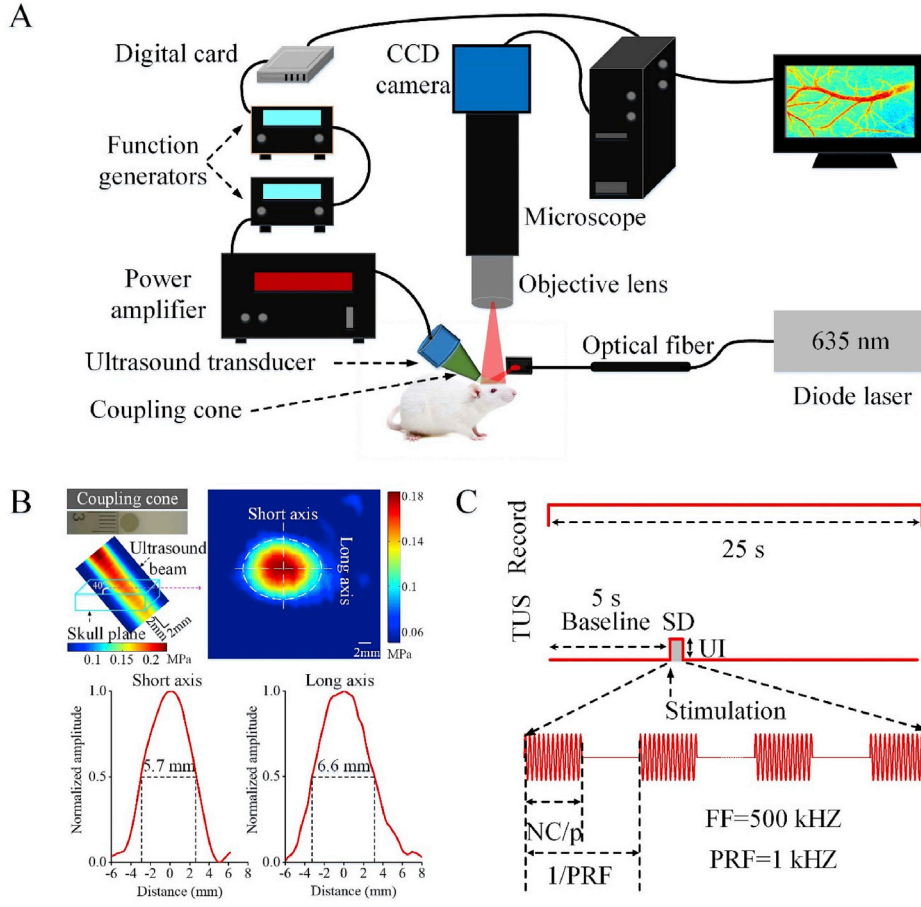 A
Digital card
CCD
camera
Function
generators
Microscope
Power
amplifier
Objective lens
Ultrasound transducer
Optical fiber
635 nm
Coupling cone
Diode laser
B
Coupling cone
3
Ultrasound
beam
40
Skull plane
2mm
2mm
0.1 0.15 0.2
MPa
Short axis
Long axis
2mm
0.18
0.14
0.10
0.06
MPa
Short axis
Normalized amplitude
1.0
0.5
0.0
5.7 mm
-6 -4 -2 0 2 4 6 8
Distance (mm)
Long axis
Normalized amplitude
1.0
0.5
0.0
6.6 mm
-6 -4 -2 0 2 4 6 8
Distance (mm)
C
Record
25 s
TUS
5 s
Baseline
SD
UI
Stimulation
NC/p
1/PRF
FF=500 kHZ
PRF=1 kHZ